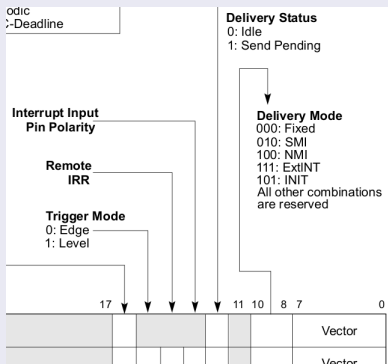 odic
C-Deadline
Delivery Status
0: Idle
1: Send Pending
Interrupt Input
Pin Polarity
Delivery Mode
000: Fixed
010: SMI
100: NMI
111: ExtINT
101: INIT
All other combinations
are reserved
Remote
IRR
Trigger Mode
0: Edge
1: Level
17 11 10 8 7 0
Vector
Vector